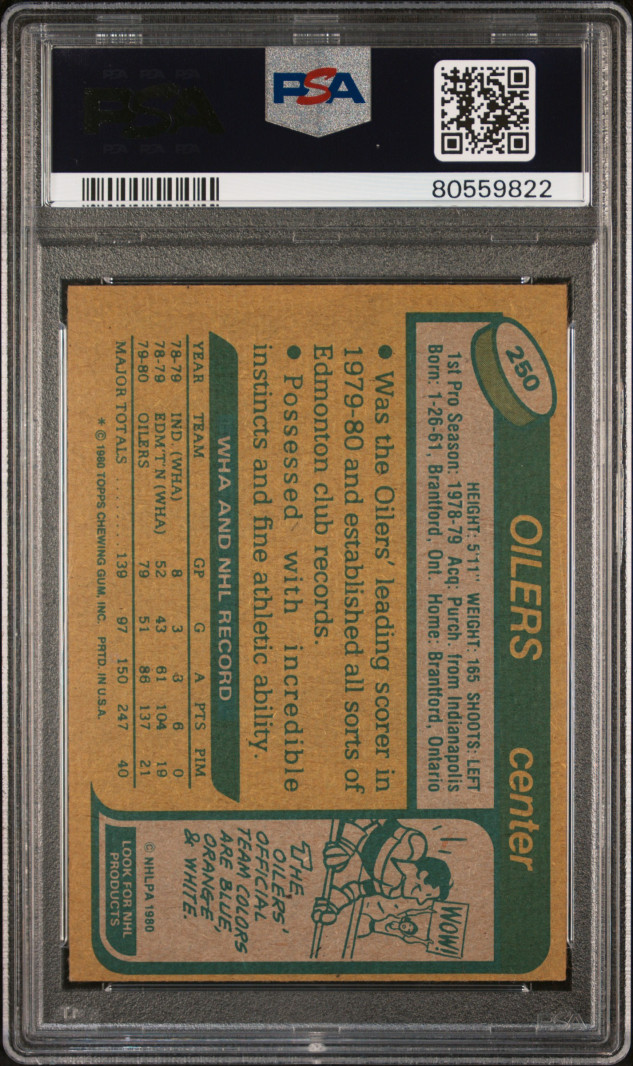 PSA
PSA
80559822
250
OILERS center
HEIGHT: 5'11" WEIGHT: 165 SHOOTS: LEFT
1st Pro Season: 1978-79 Acq: Purch. from Indianapolis
Born: 1-26-61, Brantford, Ont. Home: Brantford, Ontario
• Was the Oilers' leading scorer in
1979-80 and established all sorts of
Edmonton club records.
• Possessed with incredible
instincts and fine athletic ability.
WHA AND NHL RECORD
YEAR TEAM GP G A PTS PIM
78-79 IND. (WHA) 8 3 3 6 0
78-79 EDM'T'N (WHA) 52 43 61 104 19
79-80 OILERS 79 51 86 137 21
MAJOR TOTALS ........ 139 97 150 247 40
* © 1980 TOPPS CHEWING GUM, INC. PRTD. IN U.S.A.
WOW!
THE
OILERS'
OFFICIAL
TEAM COLORS
ARE BLUE,
ORANGE
& WHITE.
© NHLPA 1980
LOOK FOR NHL
PRODUCTS